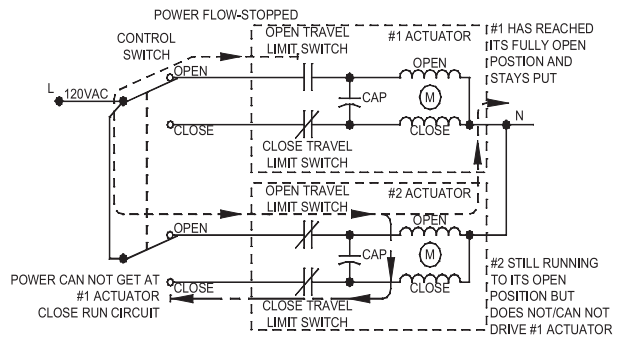 POWER FLOW-STOPPED
CONTROL
SWITCH
OPEN TRAVEL
LIMIT SWITCH
#1 ACTUATOR
#1 HAS REACHED
ITS FULLY OPEN
POSTION AND
STAYS PUT
OPEN
OPEN
L
120VAC
CAP
M
N
CLOSE
CLOSE
CLOSE TRAVEL
LIMIT SWITCH
OPEN TRAVEL
LIMIT SWITCH
#2 ACTUATOR
OPEN
OPEN
CAP
M
CLOSE
CLOSE
POWER CAN NOT GET AT
#1 ACTUATOR
CLOSE RUN CIRCUIT
CLOSE TRAVEL
LIMIT SWITCH
#2 STILL RUNNING
TO ITS OPEN
POSITION BUT
DOES NOT/CAN NOT
DRIVE #1 ACTUATOR